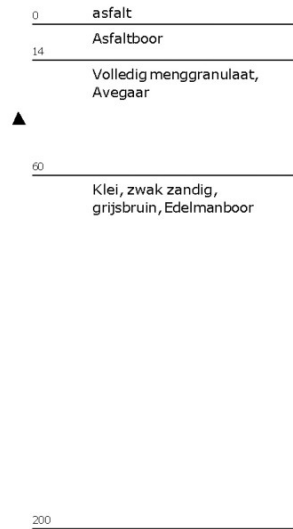 0 asfalt
Asfaltboor
14
Volledig menggranulaat,
Avegaar
60
Klei, zwak zandig,
grijsbruin, Edelmanboor
200